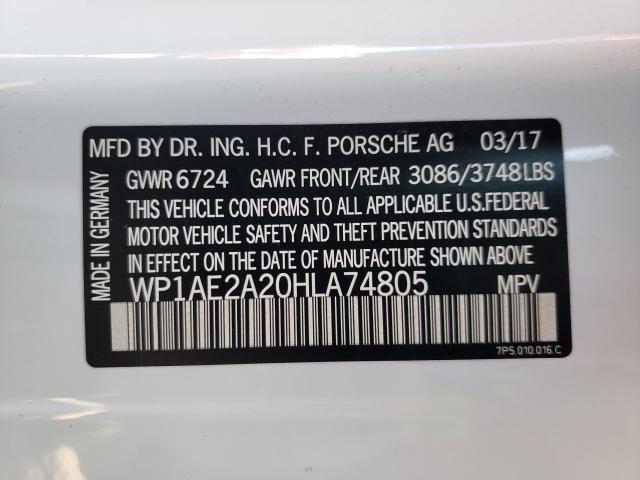 MFD BY DR. ING. H.C. F. PORSCHE AG 03/17
GVWR 6724 GAWR FRONT/REAR 3086/3748LBS
THIS VEHICLE CONFORMS TO ALL APPLICABLE U.S.FEDERAL
MOTOR VEHICLE SAFETY AND THEFT PREVENTION STANDARDS
IN EFFECT ON THE DATE OF MANUFACTURE SHOWN ABOVE.
WP1AE2A20HLA74805 MPV
7P5.010.016.C
MADE IN GERMANY